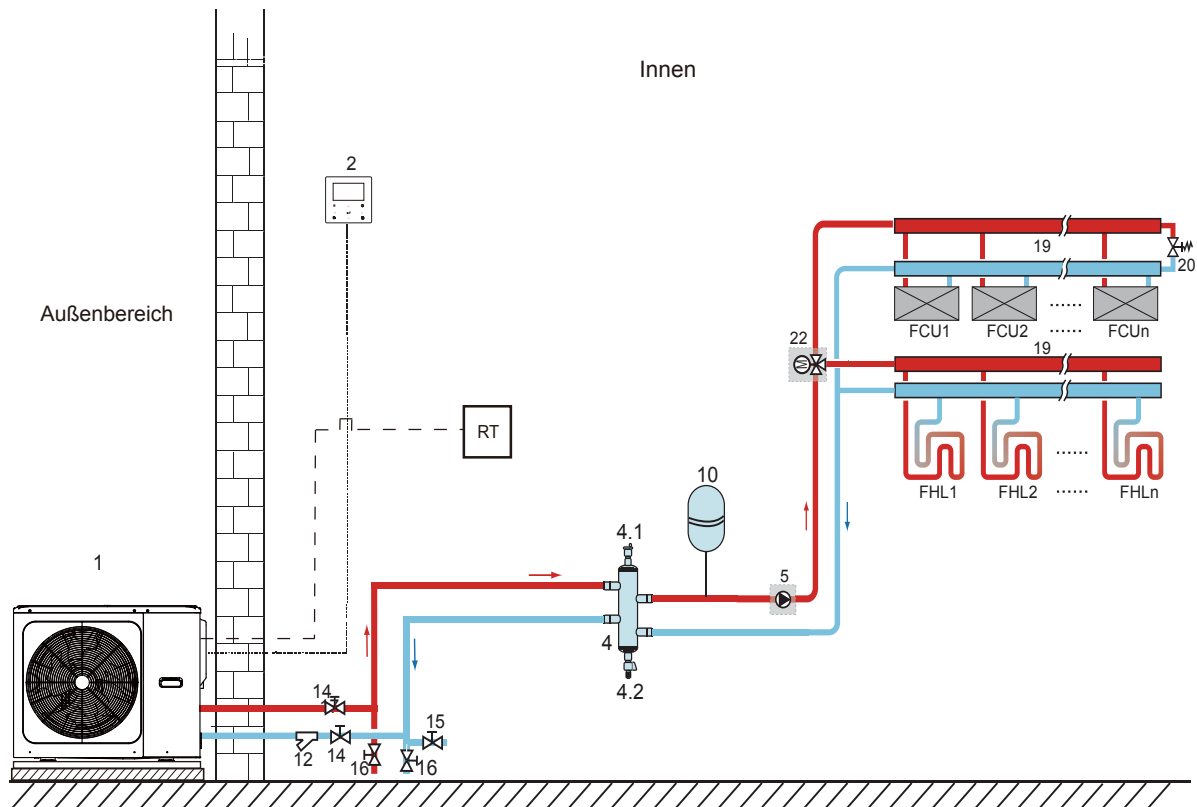 Innen
2
19
20
Außenbereich
FCU1 FCU2 ...... FCUn
......
22
19
RT
10
FHL1 FHL2 ...... FHLn
......
4.1
1
5
4
4.2
14
15
12 14 16 16